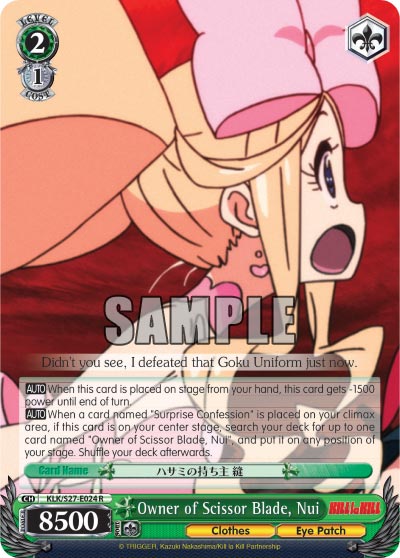 LEVEL
2
1
COST
SAMPLE
Didn't you see, I defeated that Goku Uniform just now.
AUTO When this card is placed on stage from your hand, this card gets -1500
power until end of turn.
AUTO When a card named "Surprise Confession" is placed on your climax
area, if this card is in your center stage, search your deck for up to one
card named "Owner of Scissor Blade, Nui", and put it on any position of
your stage. Shuffle your deck afterwards.
Card Name
ハサミの持ち主 縫
CH KLK/S27-E024 R
POWER 8500 SOUL
Owner of Scissor Blade, Nui
KILL la KILL
Clothes
Eye Patch
© TRIGGER, Kazuki Nakashima/Kill la Kill Partnership